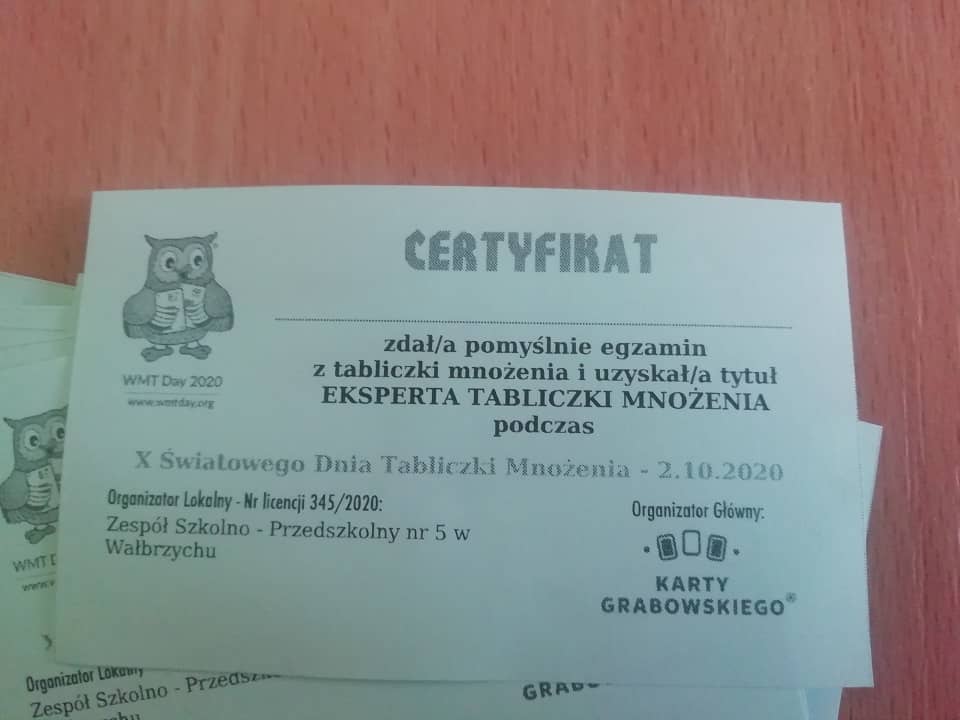 CERTYFIKAT
zdał/a pomyślnie egzamin
z tabliczki mnożenia i uzyskał/a tytuł
EKSPERTA TABLICZKI MNOŻENIA
podczas
WMT Day 2020
www.wmtday.org
X Światowego Dnia Tabliczki Mnożenia - 2.10.2020
Organizator Lokalny - Nr licencji 345/2020:
Zespół Szkolno - Przedszkolny nr 5 w
Wałbrzychu
Organizator Główny:
KARTY
GRABOWSKIEGO®
WMT
www
Organizator
Zespół Szkolno -